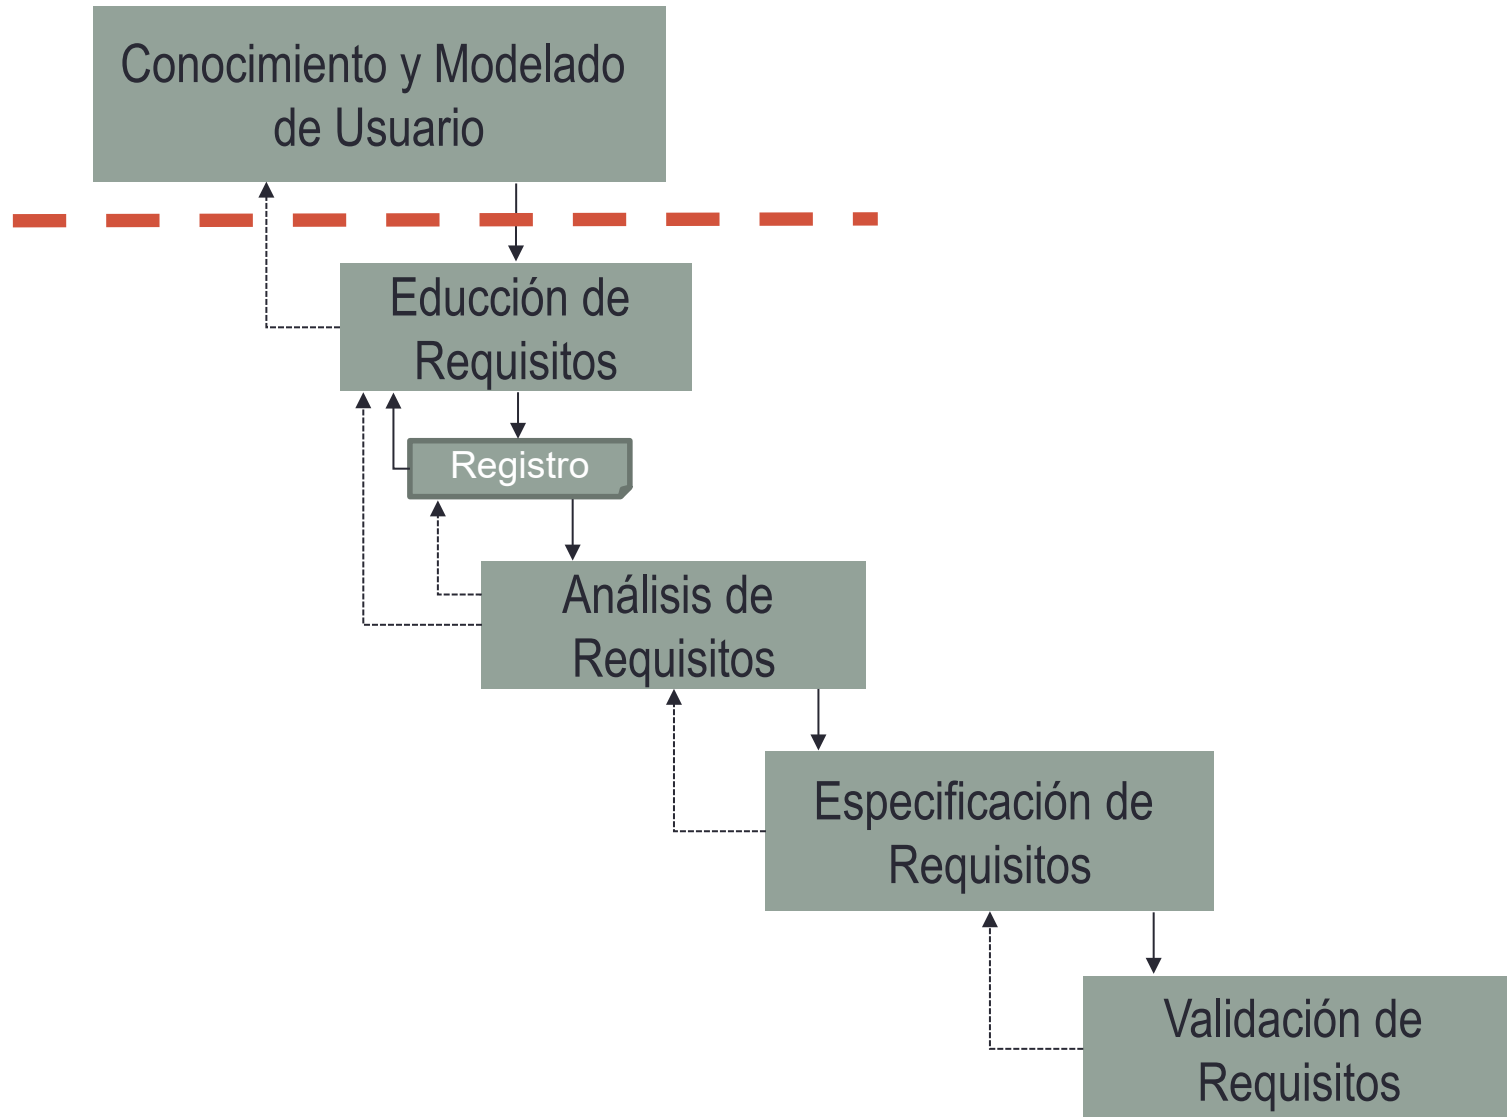 Conocimiento y Modelado
de Usuario
Educción de
Requisitos
Registro
Análisis de
Requisitos
Especificación de
Requisitos
Validación de
Requisitos